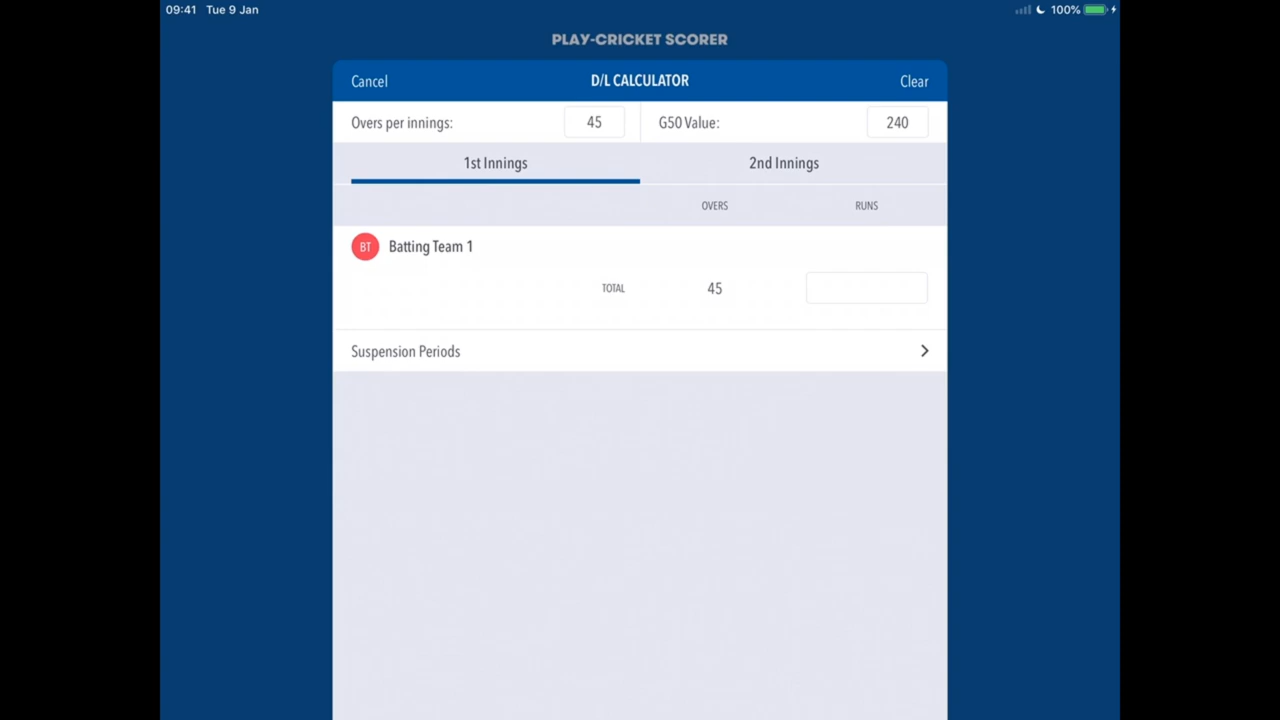 09:41 Tue 9 Jan 100%
PLAY-CRICKET SCORER
Cancel D/L CALCULATOR Clear
Overs per innings: 45 G50 Value: 240
1st Innings 2nd Innings
OVERS RUNS
BT Batting Team 1
TOTAL 45
Suspension Periods